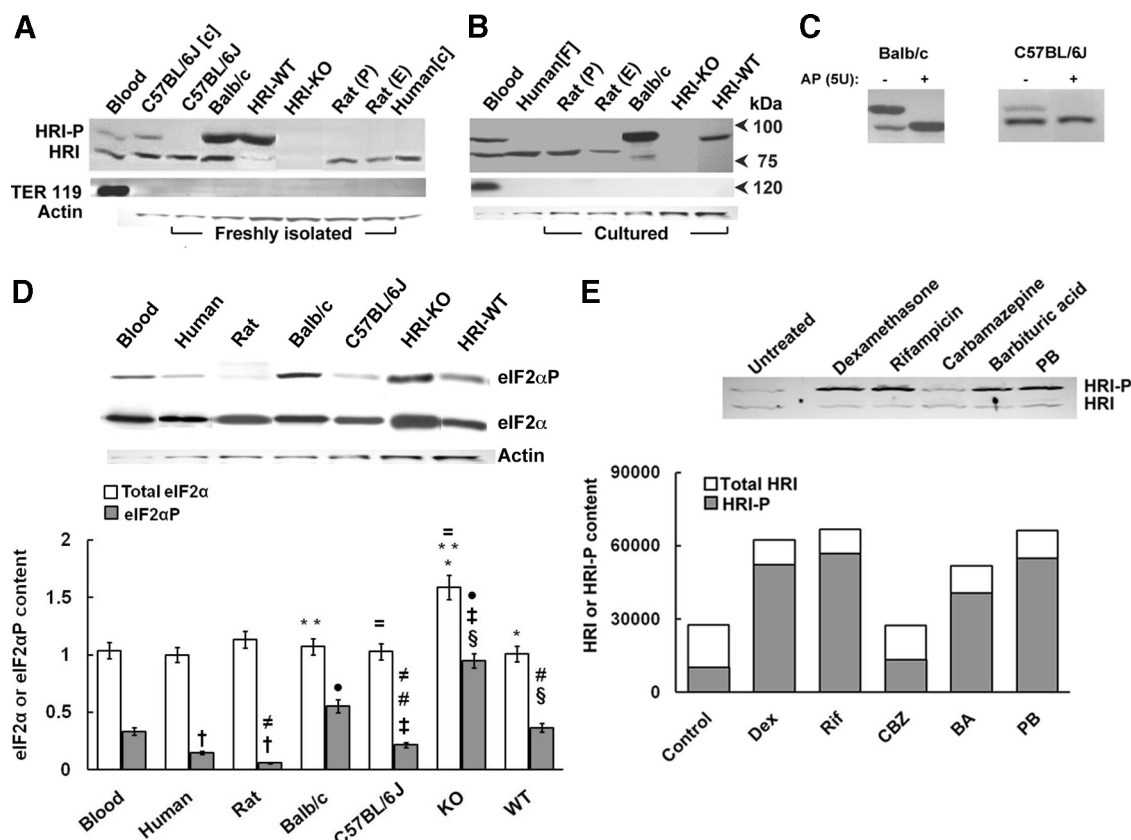 A
Blood
C57BL/6J [c]
C57BL/6J
Balb/c
HRI-WT
HRI-KO
Rat (P)
Rat (E)
Human[c]
HRI-P
HRI
TER 119
Actin
Freshly isolated
B
Blood
Human[F]
Rat (P)
Rat (E)
Balb/c
HRI-KO
HRI-WT
kDa
100
75
120
Cultured
C
Balb/c
C57BL/6J
AP (5U): - +
- +
D
Blood
Human
Rat
Balb/c
C57BL/6J
HRI-KO
HRI-WT
eIF2αP
eIF2α
Actin
Total eIF2α
eIF2αP
eIF2α or eIF2αP content
2
1.5
1
0.5
0
†
≠
†
* *
●
=
≠
#
‡
=
* *
*
●
‡
§
*
#
§
Blood
Human
Rat
Balb/c
C57BL/6J
KO
WT
E
Untreated
Dexamethasone
Rifampicin
Carbamazepine
Barbituric acid
PB
HRI-P
HRI
Total HRI
HRI-P
HRI or HRI-P content
90000
60000
30000
0
Control
Dex
Rif
CBZ
BA
PB